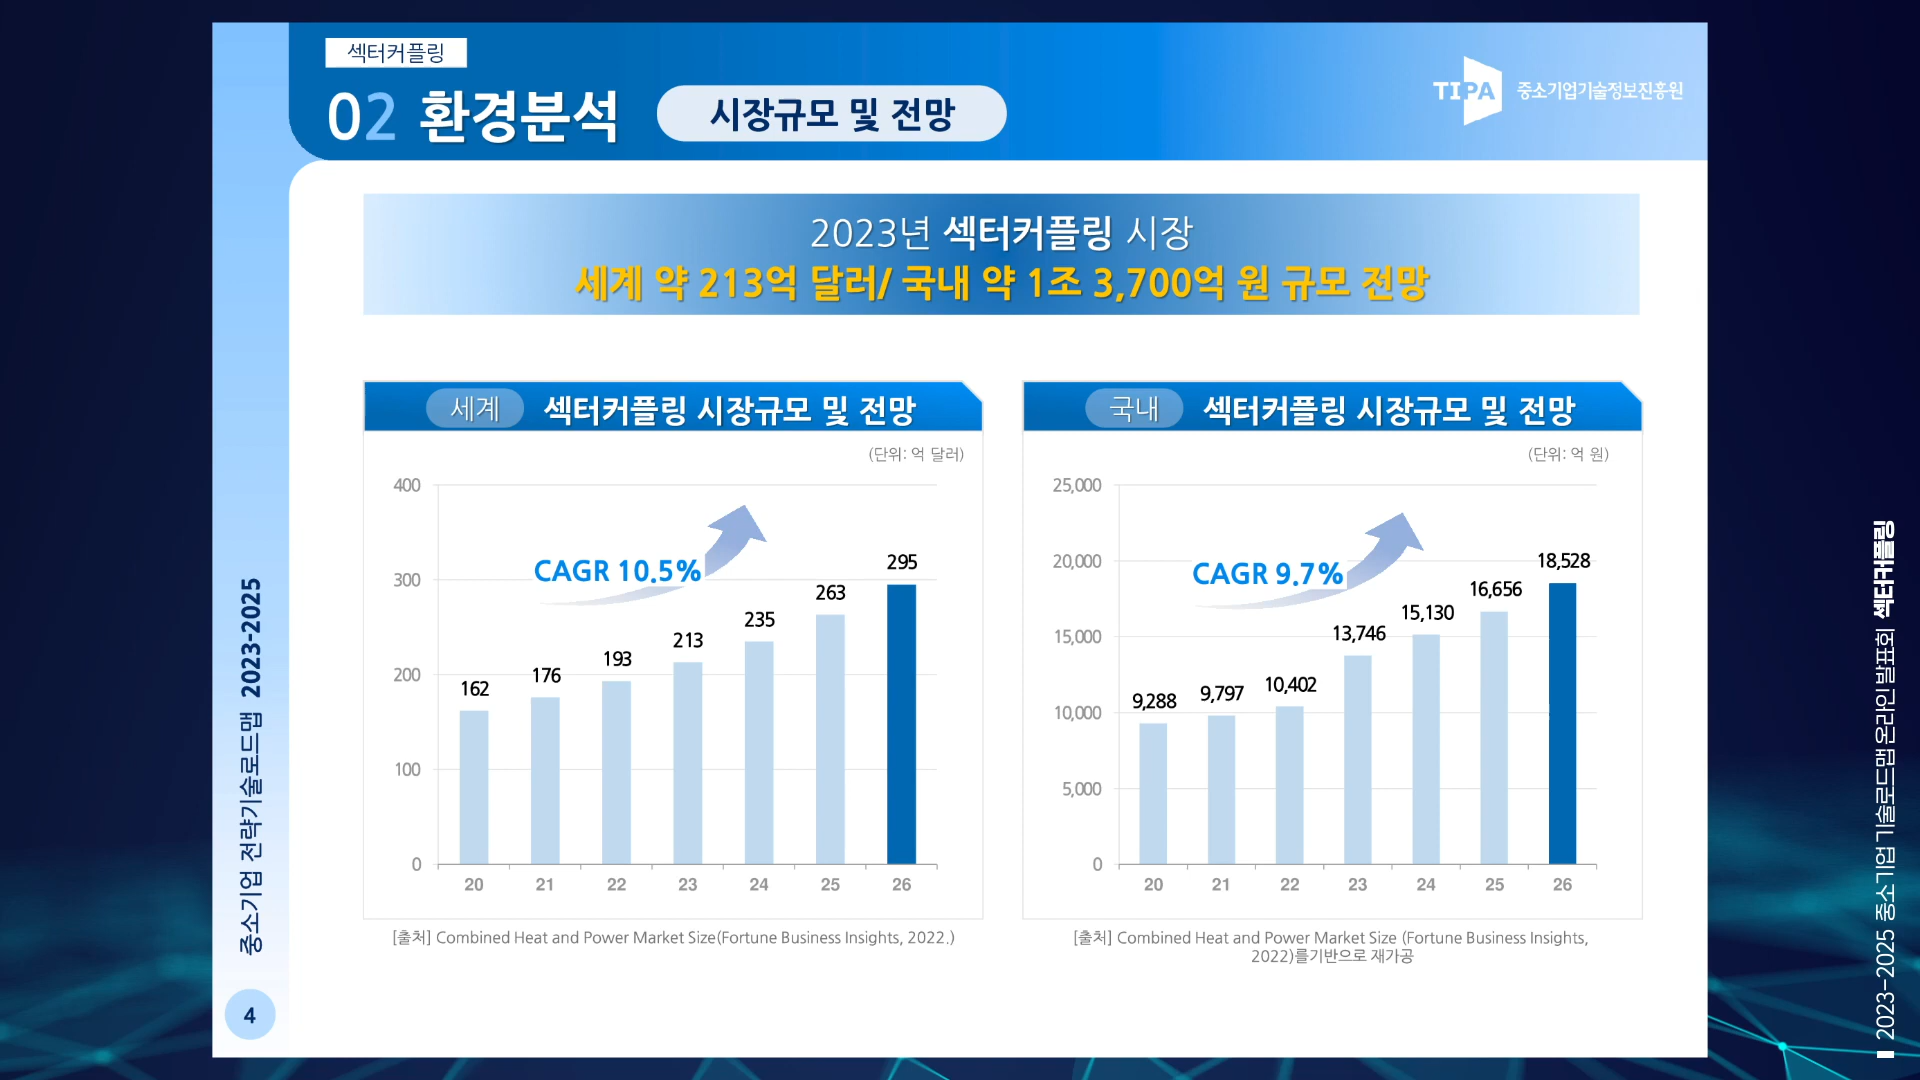 섹터커플링
02 환경분석
시장규모 및 전망
TIPA 중소기업기술정보진흥원
2023년 섹터커플링 시장
세계 약 213억 달러/ 국내 약 1조 3,700억 원 규모 전망
세계 섹터커플링 시장규모 및 전망
(단위: 억 달러)
400
300
200
100
0
CAGR 10.5%
162
176
193
213
235
263
295
20
21
22
23
24
25
26
[출처] Combined Heat and Power Market Size(Fortune Business Insights, 2022.)
국내 섹터커플링 시장규모 및 전망
(단위: 억 원)
25,000
20,000
15,000
10,000
5,000
0
CAGR 9.7%
9,288
9,797
10,402
13,746
15,130
16,656
18,528
20
21
22
23
24
25
26
[출처] Combined Heat and Power Market Size (Fortune Business Insights,
2022)를기반으로 재가공
중소기업 전략기술로드맵 2023-2025
4
2023-2025 중소기업 기술로드맵 온라인 발표회 섹터커플링